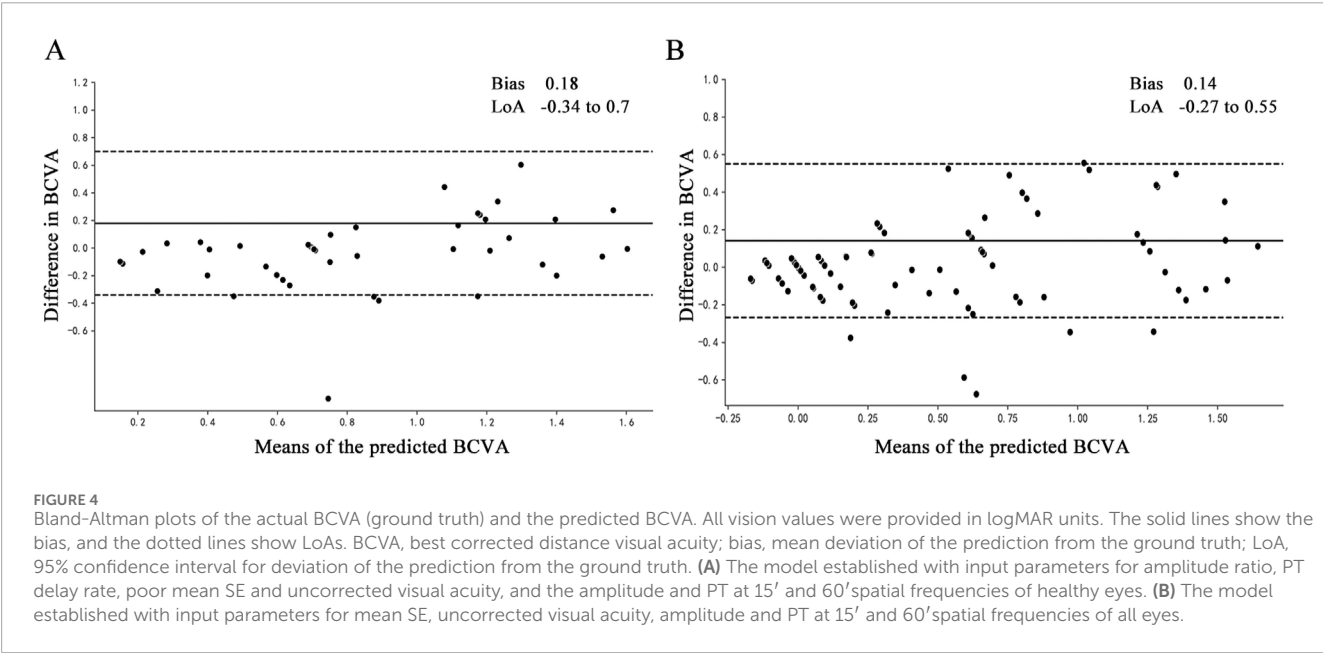 A
Bias 0.18
LoA -0.34 to 0.7
Difference in BCVA
1.2
1.0
0.8
0.6
0.4
0.2
0.0
-0.2
-0.4
-0.6
0.2 0.4 0.6 0.8 1.0 1.2 1.4 1.6
Means of the predicted BCVA
B
Bias 0.14
LoA -0.27 to 0.55
Difference in BCVA
1.0
0.8
0.6
0.4
0.2
0.0
-0.2
-0.4
-0.6
-0.25 0.00 0.25 0.50 0.75 1.00 1.25 1.50
Means of the predicted BCVA
FIGURE 4
Bland-Altman plots of the actual BCVA (ground truth) and the predicted BCVA. All vision values were provided in logMAR units. The solid lines show the
bias, and the dotted lines show LoAs. BCVA, best corrected distance visual acuity; bias, mean deviation of the prediction from the ground truth; LoA,
95% confidence interval for deviation of the prediction from the ground truth. (A) The model established with input parameters for amplitude ratio, PT
delay rate, poor mean SE and uncorrected visual acuity, and the amplitude and PT at 15′ and 60′spatial frequencies of healthy eyes. (B) The model
established with input parameters for mean SE, uncorrected visual acuity, amplitude and PT at 15′ and 60′spatial frequencies of all eyes.